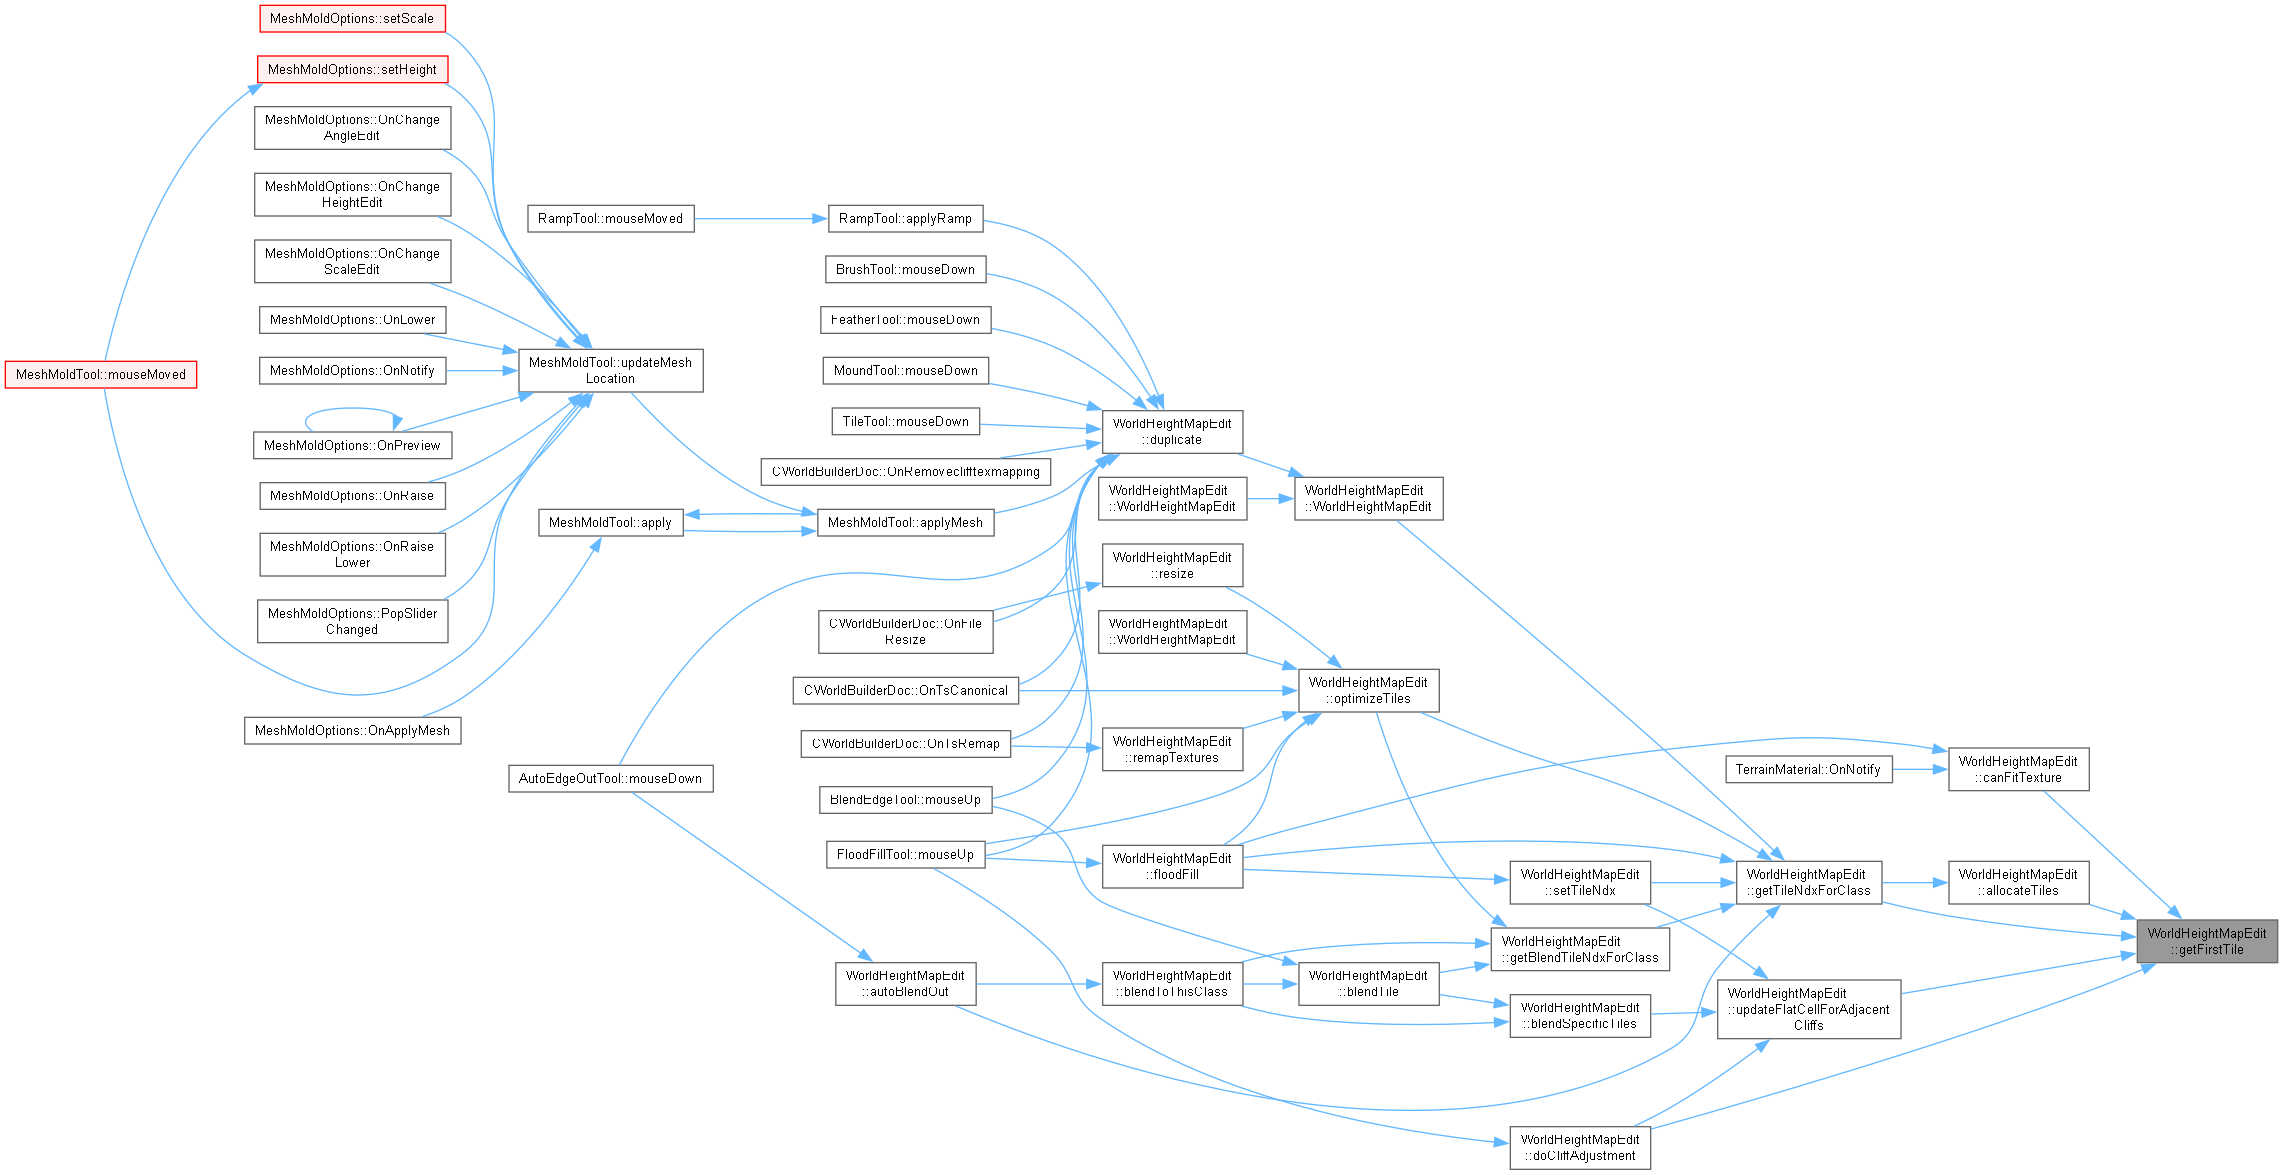 MeshMoldOptions::setScale
MeshMoldOptions::setHeight
MeshMoldOptions::OnChange
AngleEdit
MeshMoldOptions::OnChange
HeightEdit
MeshMoldOptions::OnChange
ScaleEdit
MeshMoldOptions::OnLower
MeshMoldOptions::OnNotify
MeshMoldTool::mouseMoved
MeshMoldOptions::OnPreview
MeshMoldOptions::OnRaise
MeshMoldOptions::OnRaise
Lower
MeshMoldOptions::PopSlider
Changed
MeshMoldOptions::OnApplyMesh
RampTool::mouseMoved
MeshMoldTool::updateMesh
Location
MeshMoldTool::apply
AutoEdgeOutTool::mouseDown
RampTool::applyRamp
BrushTool::mouseDown
FeatherTool::mouseDown
MoundTool::mouseDown
TileTool::mouseDown
CWorldBuilderDoc::OnRemoveclifftexmapping
MeshMoldTool::applyMesh
CWorldBuilderDoc::OnFile
Resize
CWorldBuilderDoc::OnTsCanonical
CWorldBuilderDoc::OnTsRemap
BlendEdgeTool::mouseUp
FloodFillTool::mouseUp
WorldHeightMapEdit
::autoBlendOut
WorldHeightMapEdit
::duplicate
WorldHeightMapEdit
::WorldHeightMapEdit
WorldHeightMapEdit
::resize
WorldHeightMapEdit
::WorldHeightMapEdit
WorldHeightMapEdit
::remapTextures
WorldHeightMapEdit
::floodFill
WorldHeightMapEdit
::blendToThisClass
WorldHeightMapEdit
::WorldHeightMapEdit
WorldHeightMapEdit
::optimizeTiles
WorldHeightMapEdit
::blendTile
WorldHeightMapEdit
::setTileNdx
WorldHeightMapEdit
::getBlendTileNdxForClass
WorldHeightMapEdit
::blendSpecificTiles
WorldHeightMapEdit
::doCliffAdjustment
TerrainMaterial::OnNotify
WorldHeightMapEdit
::getTileNdxForClass
WorldHeightMapEdit
::updateFlatCellForAdjacent
Cliffs
WorldHeightMapEdit
::canFitTexture
WorldHeightMapEdit
::allocateTiles
WorldHeightMapEdit
::getFirstTile